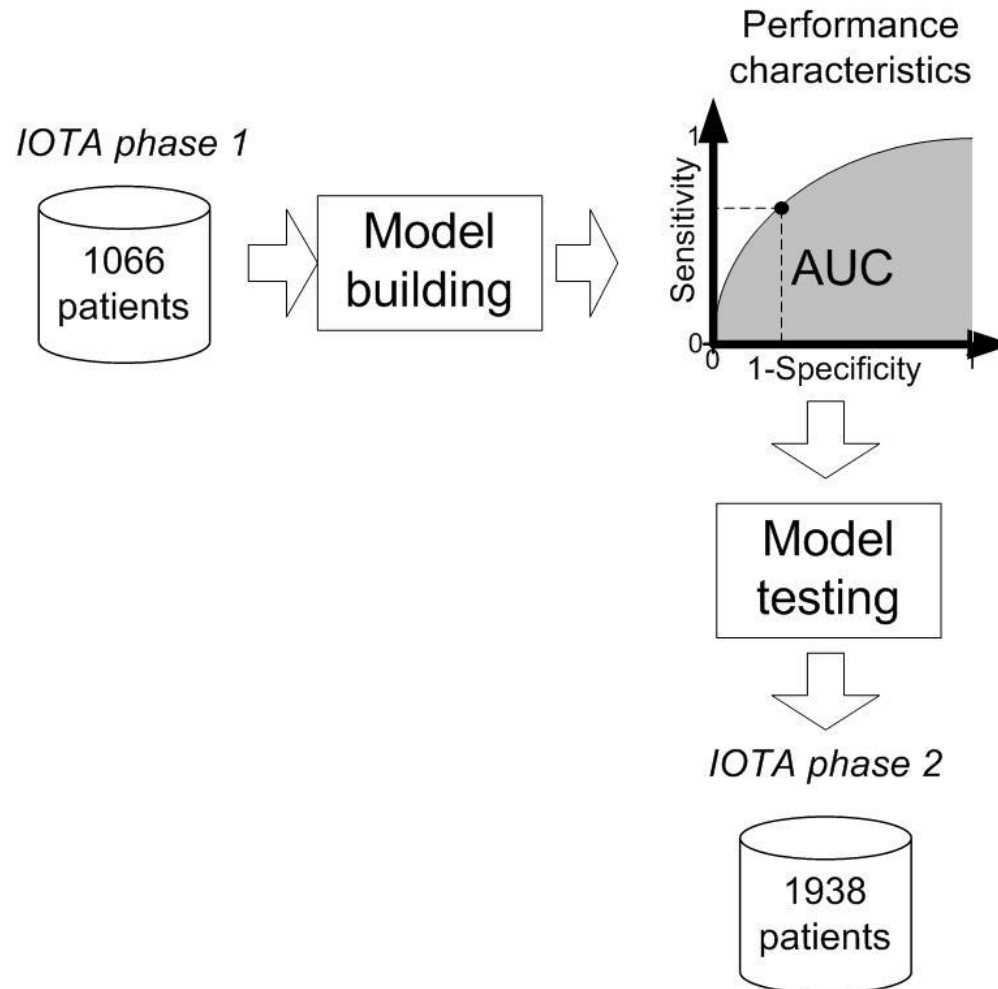 IOTA phase 1
1066
patients
Model
building
Performance
characteristics
1
Sensitivity
AUC
0
0
1-Specificity
Model
testing
IOTA phase 2
1938
patients